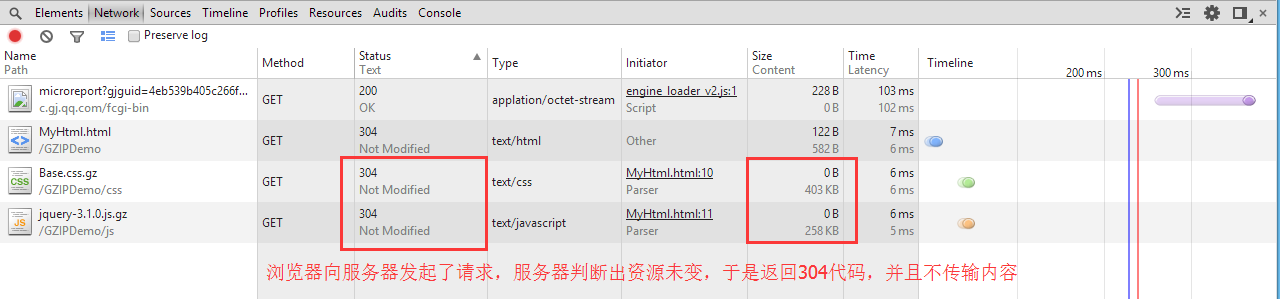 Elements Network Sources Timeline Profiles Resources Audits Console
Preserve log
Name Method Status Type Initiator Size Time Timeline
Path Text Content Latency 200 ms 300 ms
microreport?gjguid=4eb539b405c266f... GET 200 applation/octet-stream engine_loader_v2.js:1 228 B 103 ms
c.gj.qq.com/fcgi-bin OK Script 0 B 102 ms
MyHtml.html GET 304 text/html Other 122 B 7 ms
/GZIPDemo Not Modified 582 B 6 ms
Base.css.gz GET 304 text/css MyHtml.html:10 0 B 6 ms
/GZIPDemo/css Not Modified Parser 403 KB 6 ms
jquery-3.1.0.js.gz GET 304 text/javascript MyHtml.html:11 0 B 6 ms
/GZIPDemo/js Not Modified Parser 258 KB 5 ms
浏览器向服务器发起了请求，服务器判断出资源未变，于是返回304代码，并且不传输内容